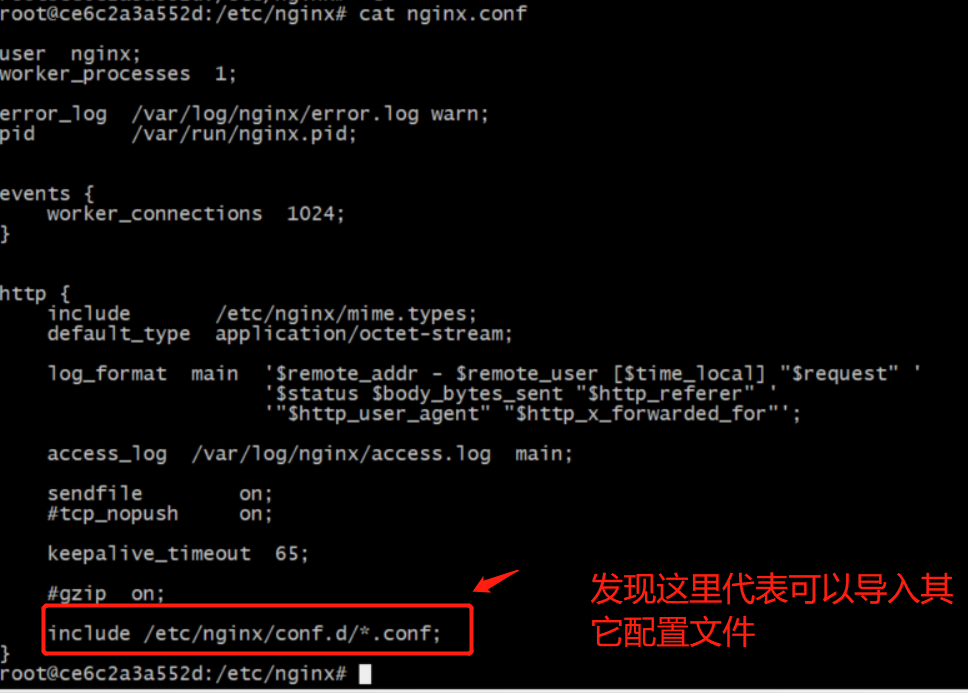 root@ce6c2a3a552d:/etc/nginx# cat nginx.conf
user  nginx;
worker_processes  1;
error_log  /var/log/nginx/error.log warn;
pid        /var/run/nginx.pid;
events {
    worker_connections  1024;
}
http {
    include       /etc/nginx/mime.types;
    default_type  application/octet-stream;
    log_format  main  '$remote_addr - $remote_user [$time_local] "$request" '
                      '$status $body_bytes_sent "$http_referer" '
                      '"$http_user_agent" "$http_x_forwarded_for"';
    access_log  /var/log/nginx/access.log  main;
    sendfile        on;
    #tcp_nopush     on;
    keepalive_timeout  65;
    #gzip  on;
    include /etc/nginx/conf.d/*.conf;
}
root@ce6c2a3a552d:/etc/nginx#
发现这里代表可以导入其
它配置文件